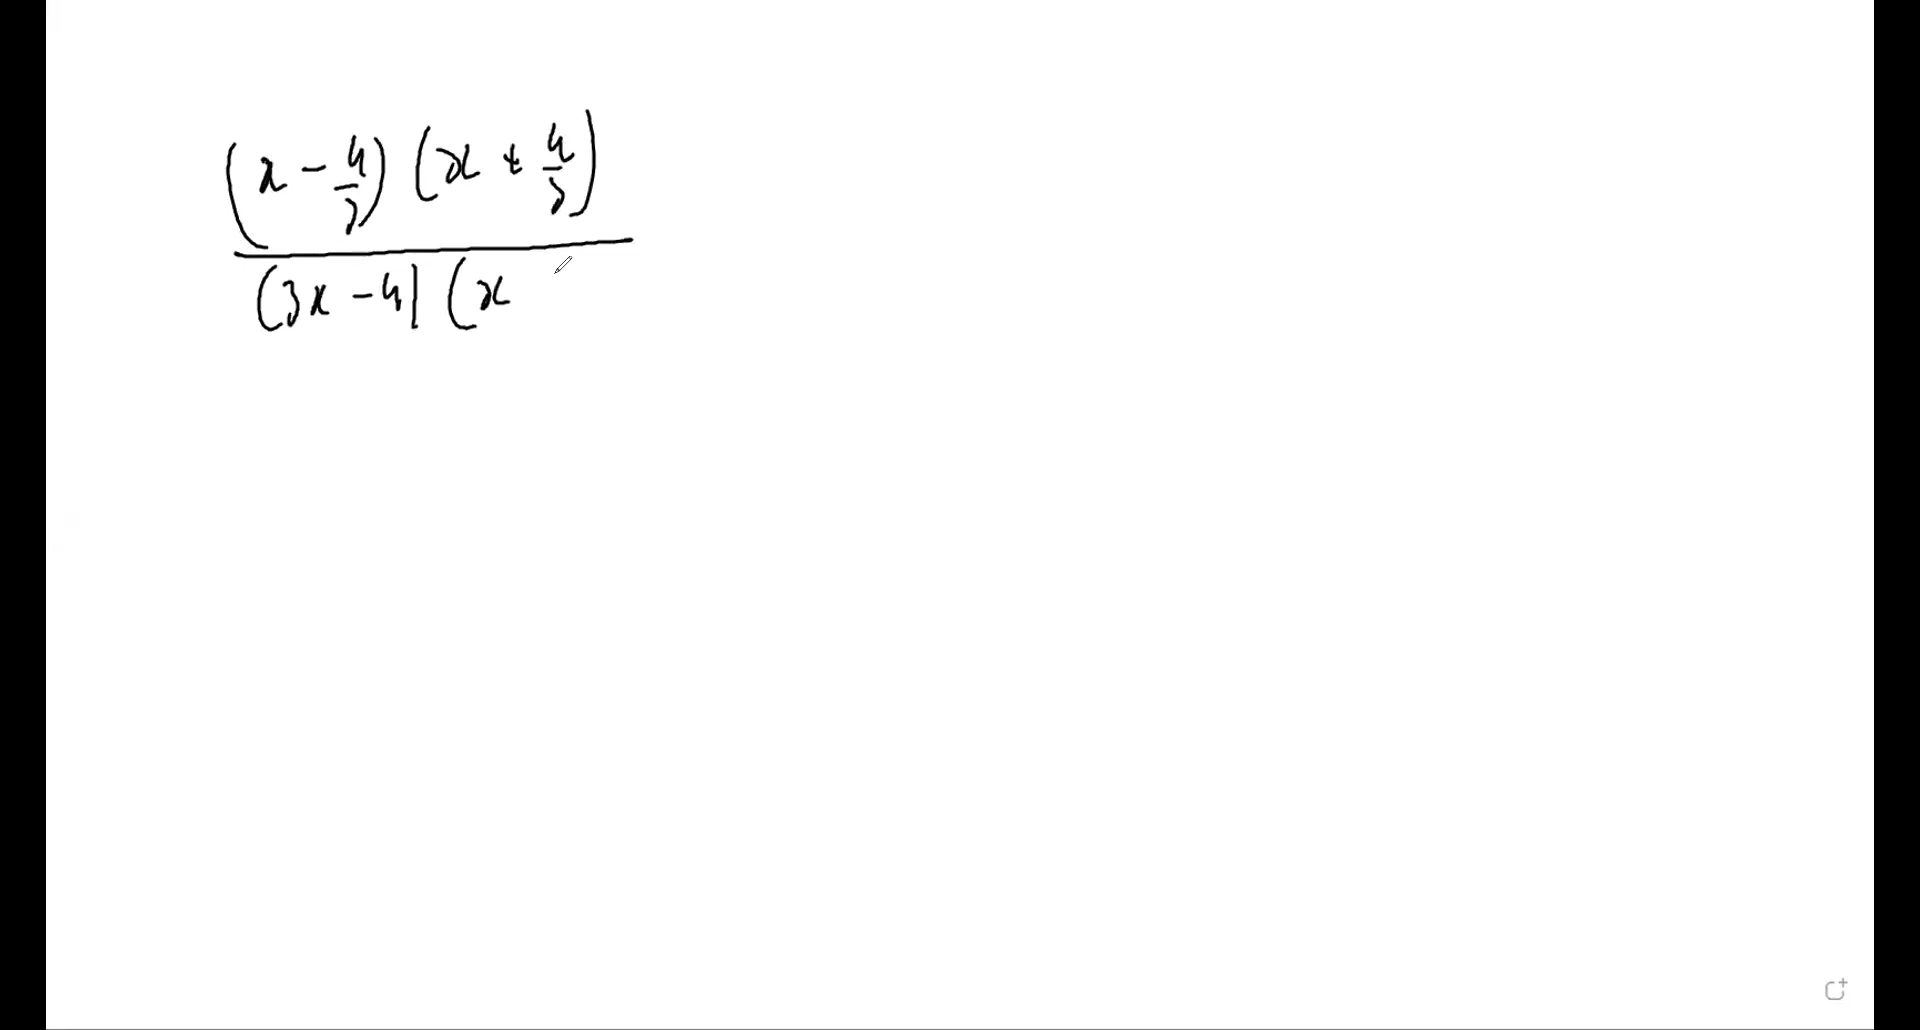 (x - 4/3) (x + 4/3)
(3x - 4) (x